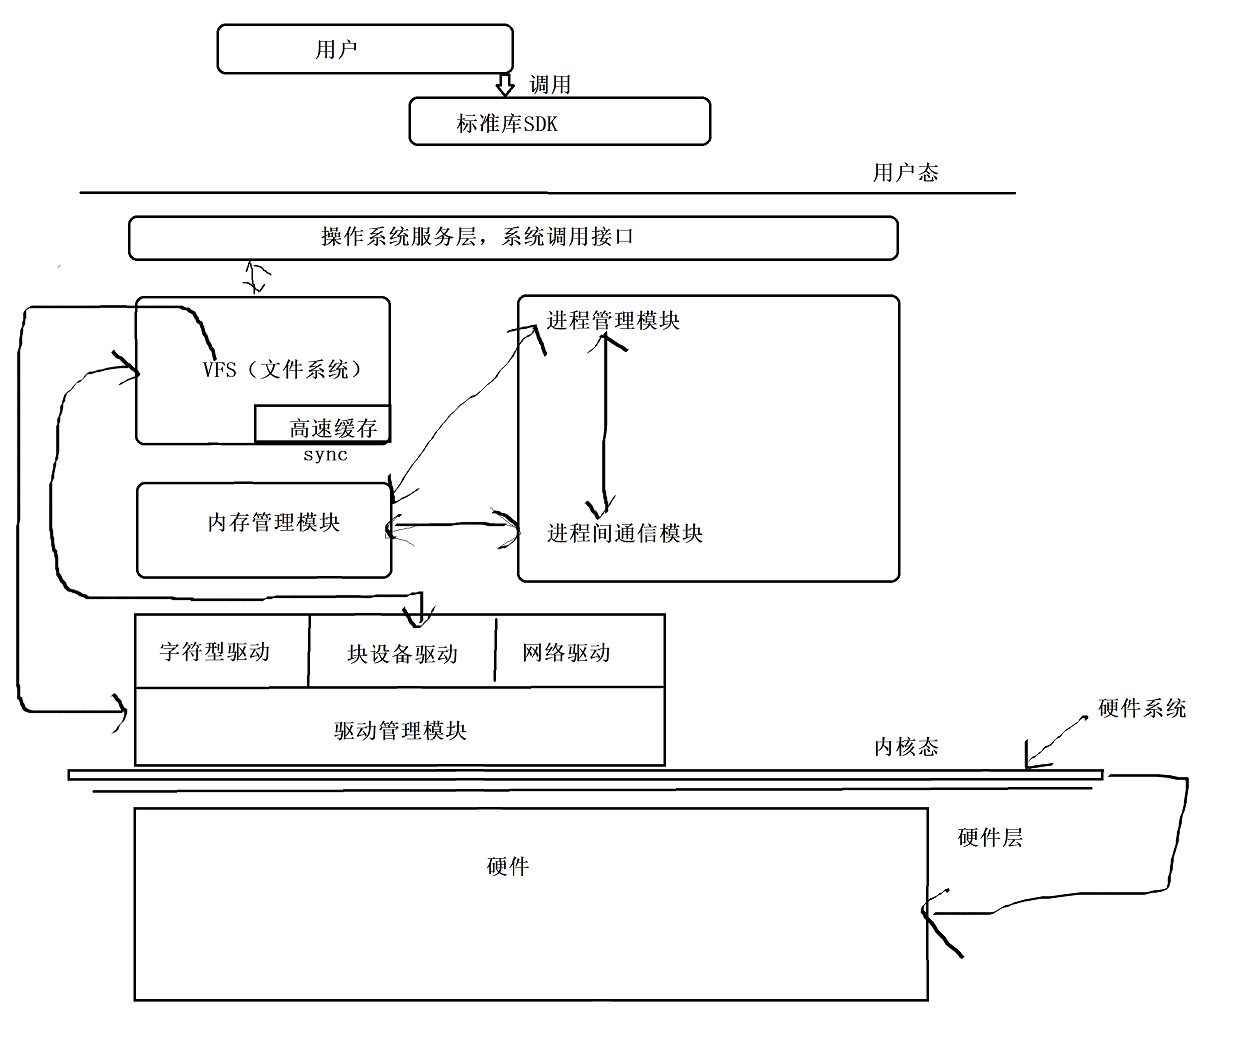 用户
调用
标准库SDK
用户态
操作系统服务层，系统调用接口
进程管理模块
VFS（文件系统）
高速缓存
sync
内存管理模块
进程间通信模块
字符型驱动
块设备驱动
网络驱动
驱动管理模块
硬件系统
内核态
硬件层
硬件